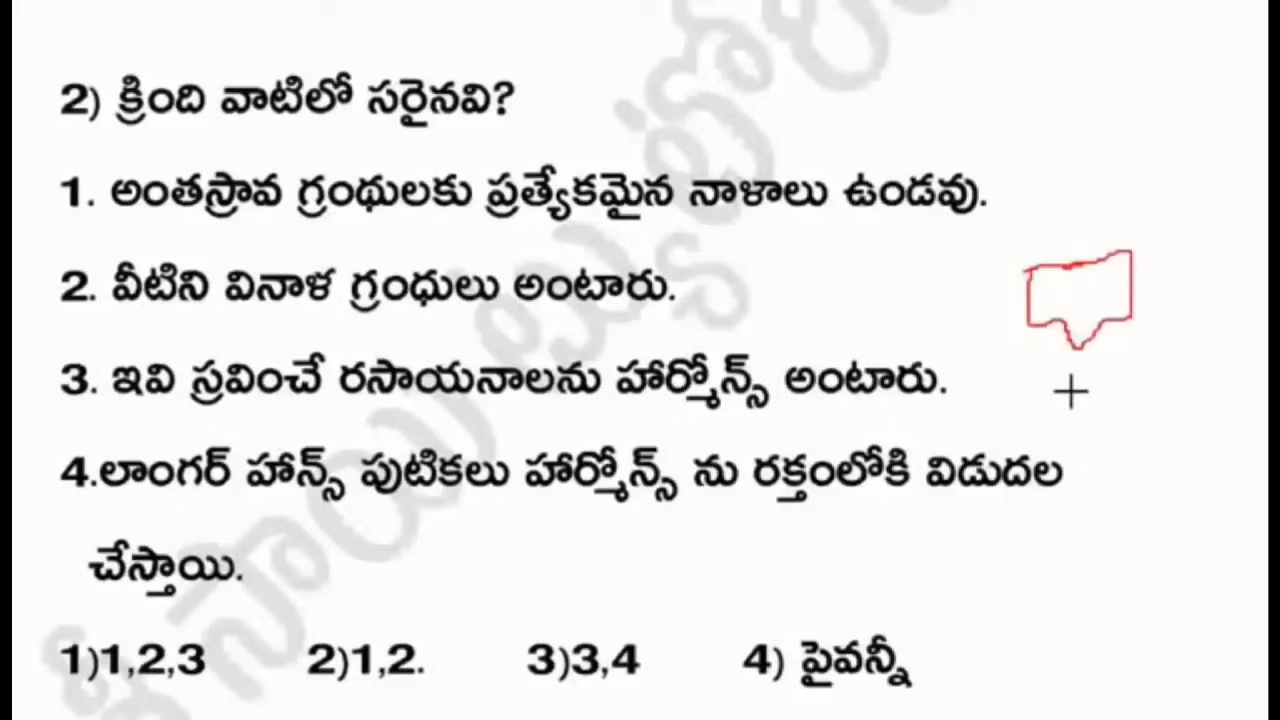 2) క్రింది వాటిలో సరైనవి?
1. అంతస్రావ గ్రంథులకు ప్రత్యేకమైన నాళాలు ఉండవు.
2. వీటిని వినాళ గ్రంధులు అంటారు.
3. ఇవి స్రవించే రసాయనాలను హార్మోన్స్ అంటారు.
4.లాంగర్ హాన్స్ పుటికలు హార్మోన్స్ ను రక్తంలోకి విడుదల
చేస్తాయి.
1)1,2,3 2)1,2. 3)3,4 4) పైవన్నీ